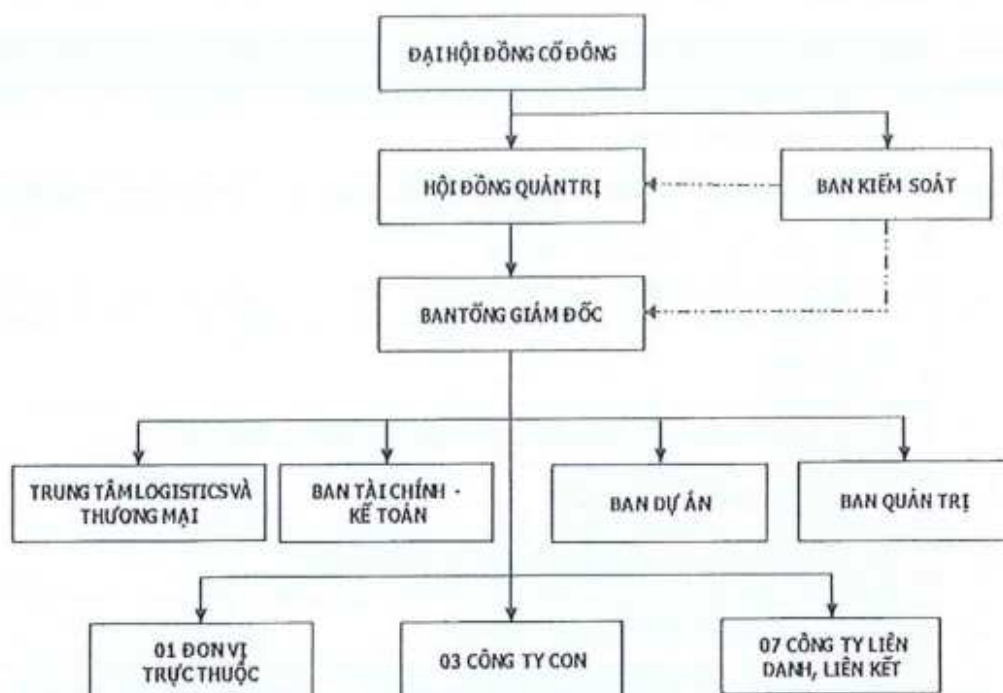 ĐẠI HỘI ĐỒNG CỔ ĐÔNG
HỘI ĐỒNG QUẢN TRỊ
BAN KIỂM SOÁT
BAN TỔNG GIÁM ĐỐC
TRUNG TÂM LOGISTICS VÀ
THƯƠNG MẠI
BAN TÀI CHÍNH -
KẾ TOÁN
BAN DỰ ÁN
BAN QUẢN TRỊ
01 ĐƠN VỊ
TRỰC THUỘC
03 CÔNG TY CON
07 CÔNG TY LIÊN
DANH, LIÊN KẾT